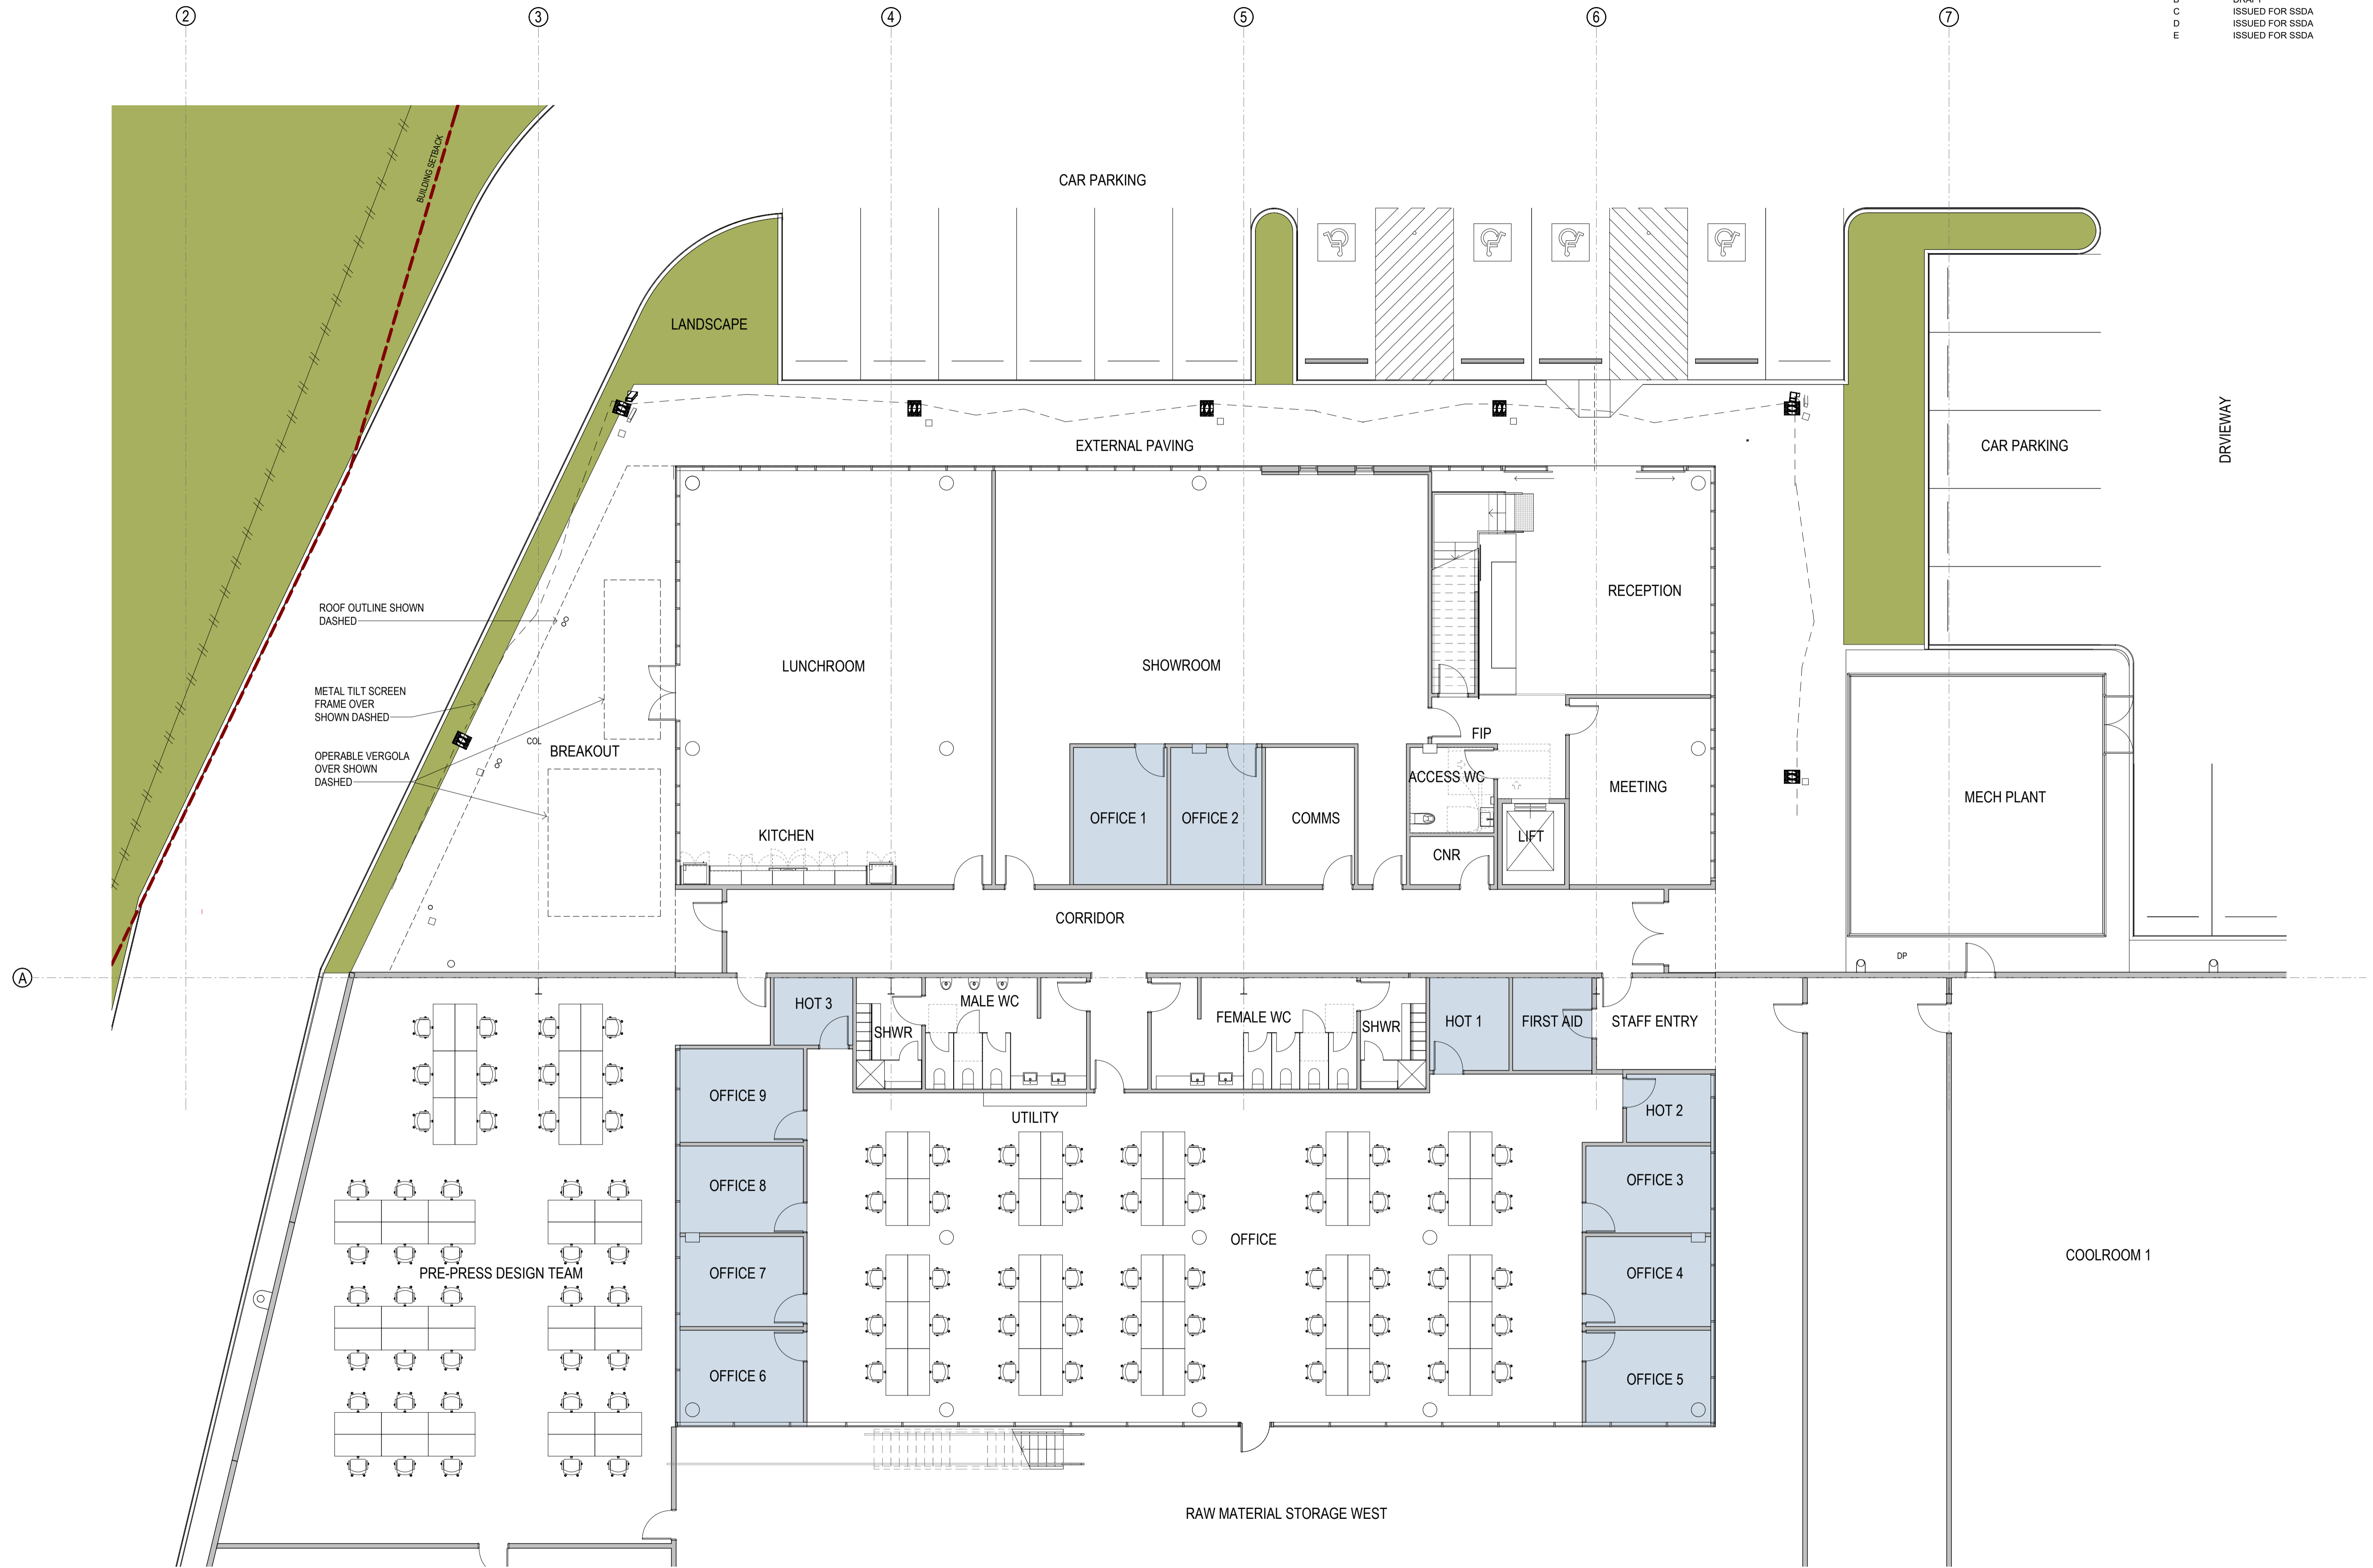 2
3
4
5
6
7
C ISSUED FOR SSDA
D ISSUED FOR SSDA
E ISSUED FOR SSDA
BUILDING SETBACK
CAR PARKING
LANDSCAPE
EXTERNAL PAVING
CAR PARKING
DRVIEWAY
ROOF OUTLINE SHOWN
DASHED
METAL TILT SCREEN
FRAME OVER
SHOWN DASHED
OPERABLE VERGOLA
OVER SHOWN
DASHED
COL
BREAKOUT
LUNCHROOM
KITCHEN
SHOWROOM
RECEPTION
FIP
ACCESS WC
MEETING
OFFICE 1
OFFICE 2
COMMS
LIFT
CNR
MECH PLANT
CORRIDOR
DP
A
HOT 3
SHWR
MALE WC
FEMALE WC
SHWR
HOT 1
FIRST AID
STAFF ENTRY
OFFICE 9
UTILITY
HOT 2
OFFICE 8
OFFICE 3
OFFICE
PRE-PRESS DESIGN TEAM
OFFICE 7
OFFICE 4
COOLROOM 1
OFFICE 6
OFFICE 5
RAW MATERIAL STORAGE WEST